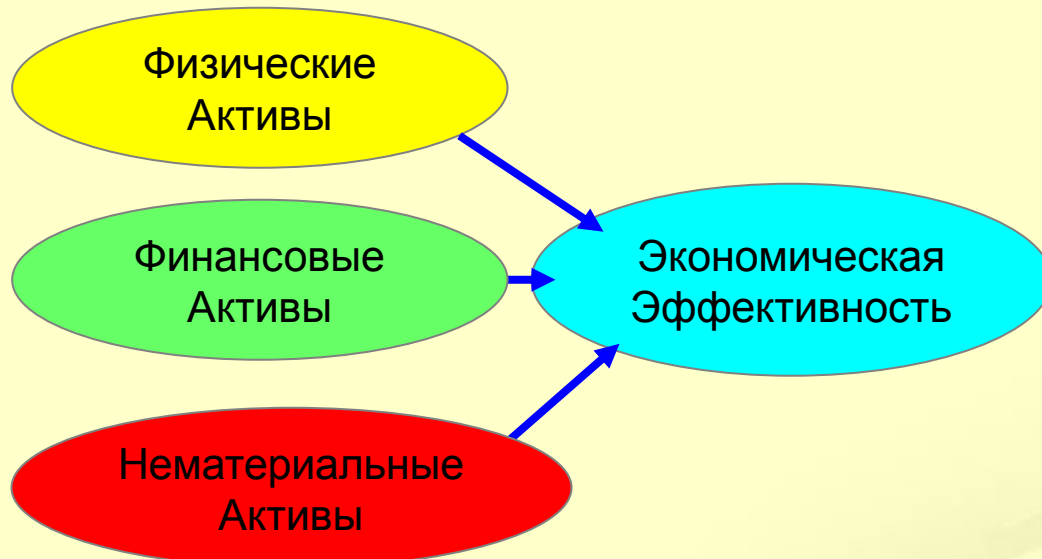 Физические
Активы
Финансовые
Активы
Экономическая
Эффективность
Нематериальные
Активы